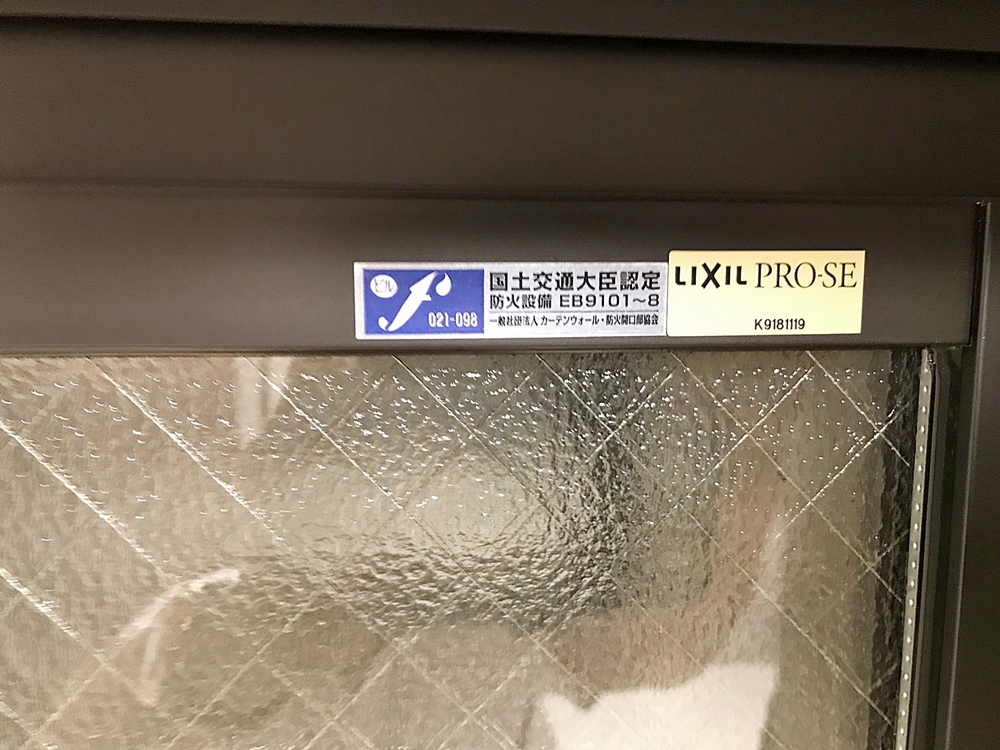 ビル
021-098
国土交通大臣認定
防火設備 EB9101~8
一般社団法人 カーテンウォール・防火開口部協会
LIXIL PRO-SE
K9181119